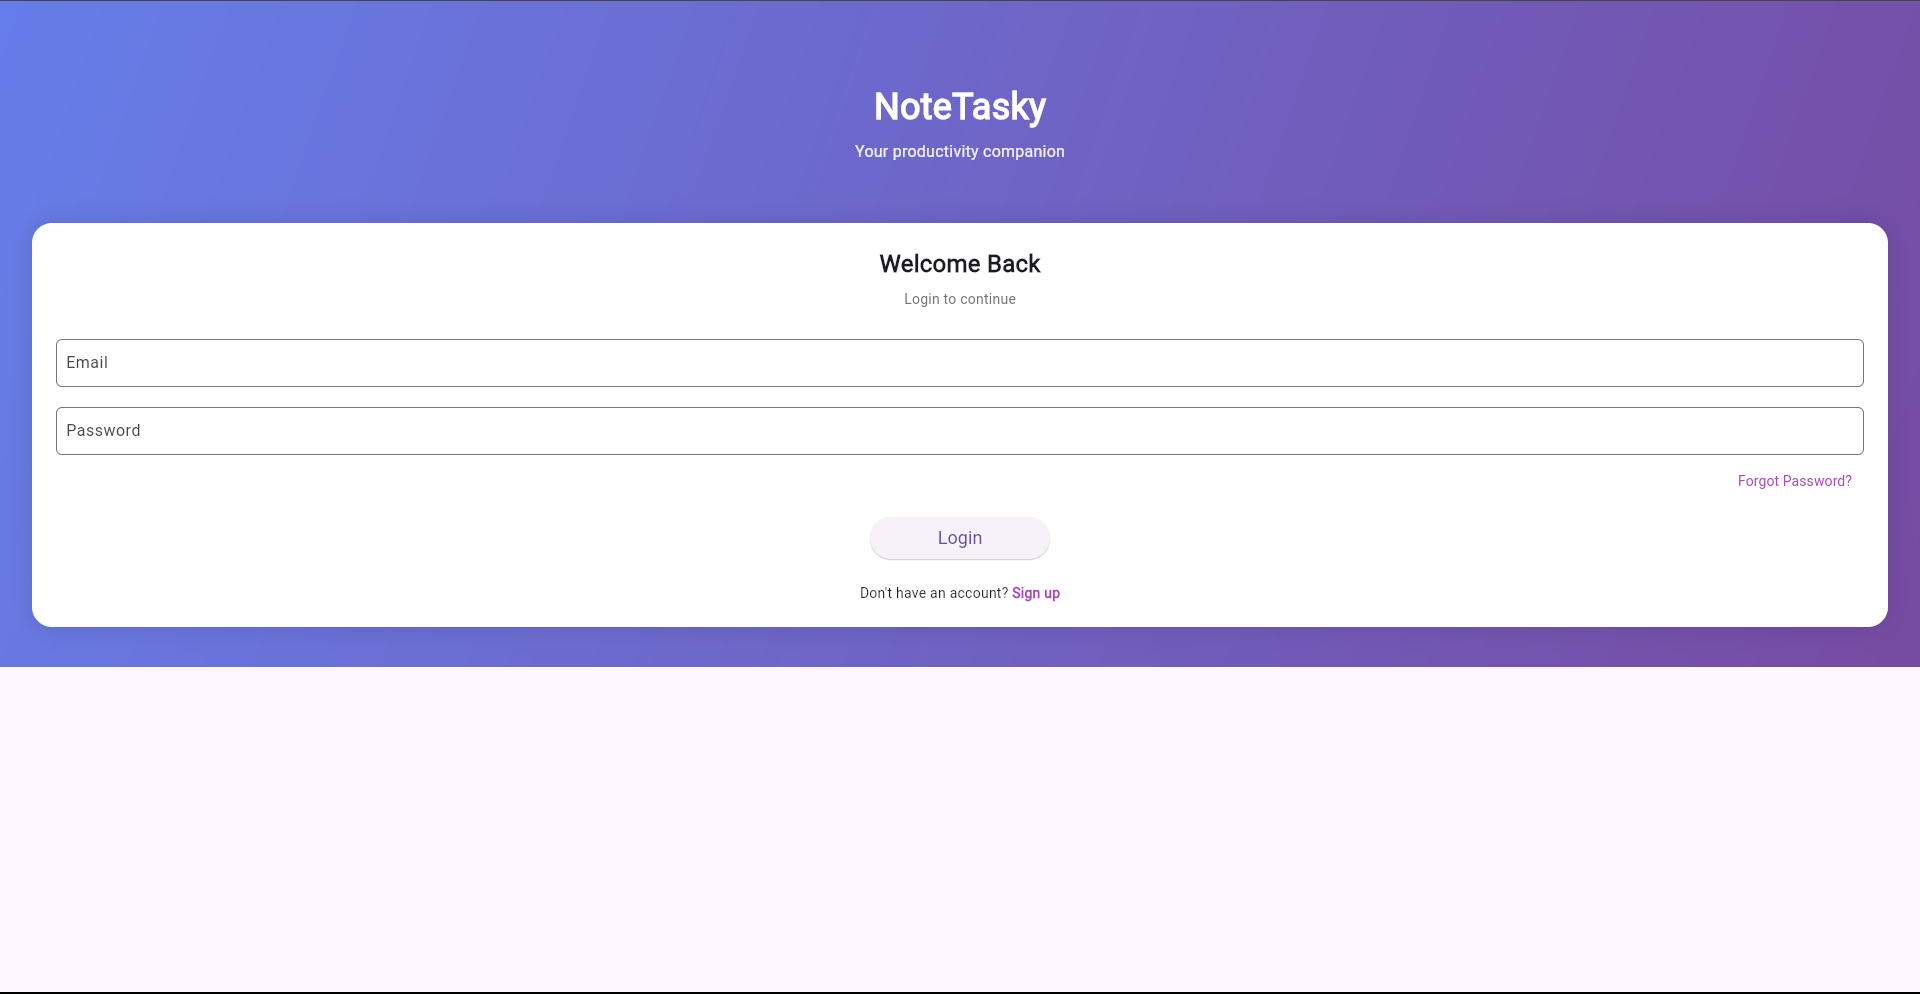 NoteTasky
Your productivity companion
Welcome Back
Login to continue
Email
Password
Forgot Password?
Login
Don't have an account? Sign up